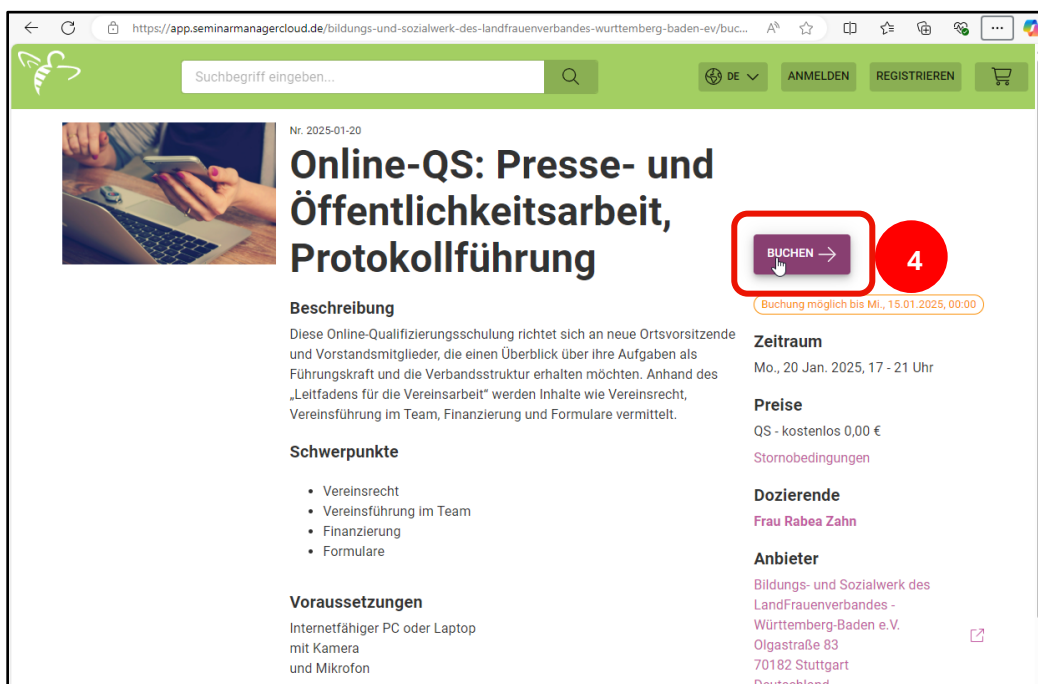 https://app.seminarmanagercloud.de/bildungs-und-sozialwerk-des-landfrauenverbandes-wurttemberg-baden-ev/buc...
Suchbegriff eingeben...
DE
ANMELDEN
REGISTRIEREN
Nr. 2025-01-20
Online-QS: Presse- und
Öffentlichkeitsarbeit,
Protokollführung
Beschreibung
Diese Online-Qualifizierungsschulung richtet sich an neue Ortsvorsitzende
und Vorstandsmitglieder, die einen Überblick über ihre Aufgaben als
Führungskraft und die Verbandsstruktur erhalten möchten. Anhand des
„Leitfadens für die Vereinsarbeit“ werden Inhalte wie Vereinsrecht,
Vereinsführung im Team, Finanzierung und Formulare vermittelt.
Schwerpunkte
• Vereinsrecht
• Vereinsführung im Team
• Finanzierung
• Formulare
Voraussetzungen
Internetfähiger PC oder Laptop
mit Kamera
und Mikrofon
BUCHEN →
4
Buchung möglich bis Mi., 15.01.2025, 00:00
Zeitraum
Mo., 20 Jan. 2025, 17 - 21 Uhr
Preise
QS - kostenlos 0,00 €
Stornobedingungen
Dozierende
Frau Rabea Zahn
Anbieter
Bildungs- und Sozialwerk des
LandFrauenverbandes -
Württemberg-Baden e.V.
Olgastraße 83
70182 Stuttgart
Deutschland